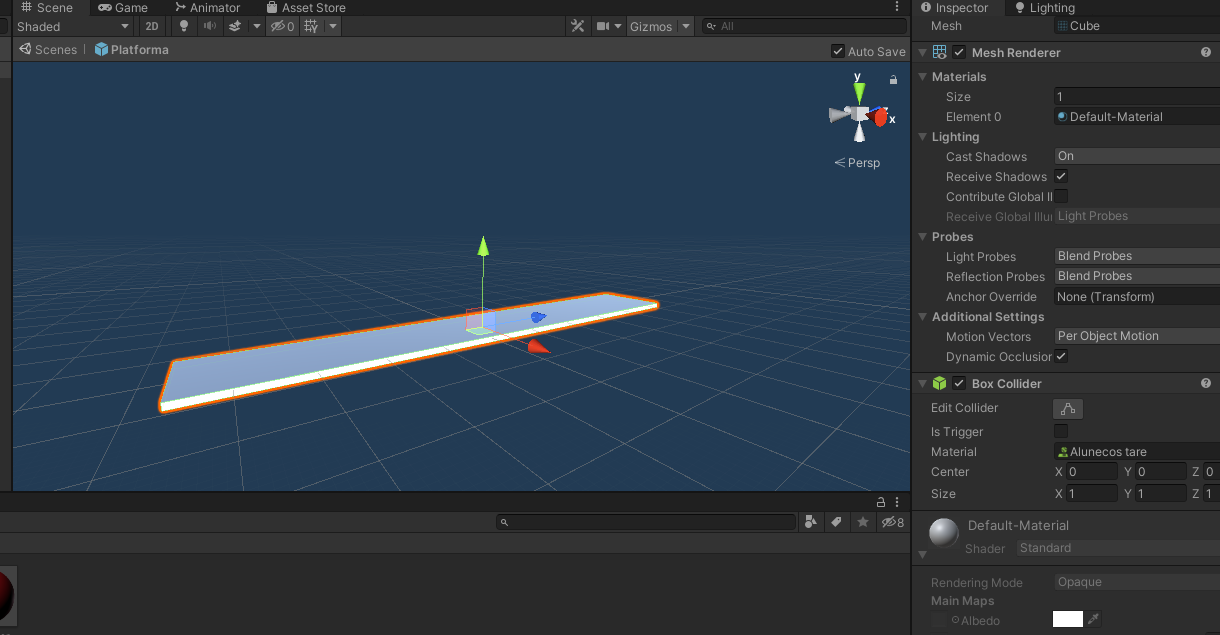 Scene Game Animator Asset Store
Shaded 2D 0 Gizmos All
Scenes Platforma Auto Save
y
x
Persp
8
Inspector Lighting
Mesh Cube
Mesh Renderer
Materials
Size 1
Element 0 Default-Material
Lighting
Cast Shadows On
Receive Shadows
Contribute Global Il
Receive Global Illu Light Probes
Probes
Light Probes Blend Probes
Reflection Probes Blend Probes
Anchor Override None (Transform)
Additional Settings
Motion Vectors Per Object Motion
Dynamic Occlusion
Box Collider
Edit Collider
Is Trigger
Material Alunecos tare
Center X 0 Y 0 Z 0
Size X 1 Y 1 Z 1
Default-Material
Shader Standard
Rendering Mode Opaque
Main Maps
Albedo